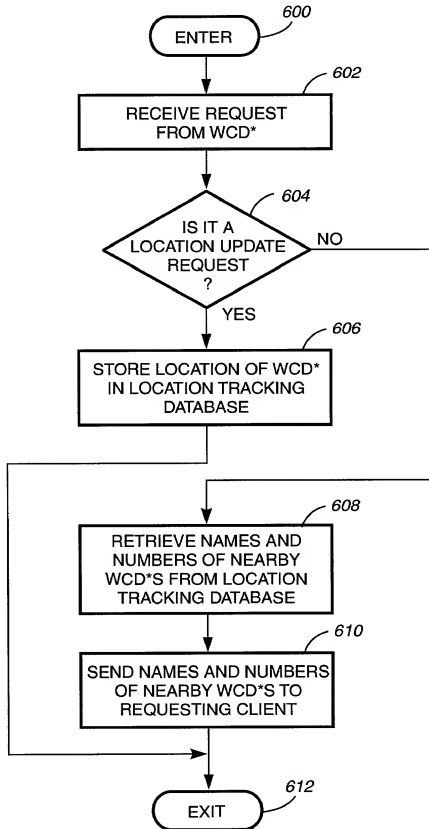 ENTER
600
602
RECEIVE REQUEST
FROM WCD*
604
IS IT A
LOCATION UPDATE
REQUEST
?
NO
YES
606
STORE LOCATION OF WCD*
IN LOCATION TRACKING
DATABASE
608
RETRIEVE NAMES AND
NUMBERS OF NEARBY
WCD*S FROM LOCATION
TRACKING DATABASE
610
SEND NAMES AND NUMBERS
OF NEARBY WCD*S TO
REQUESTING CLIENT
EXIT
612